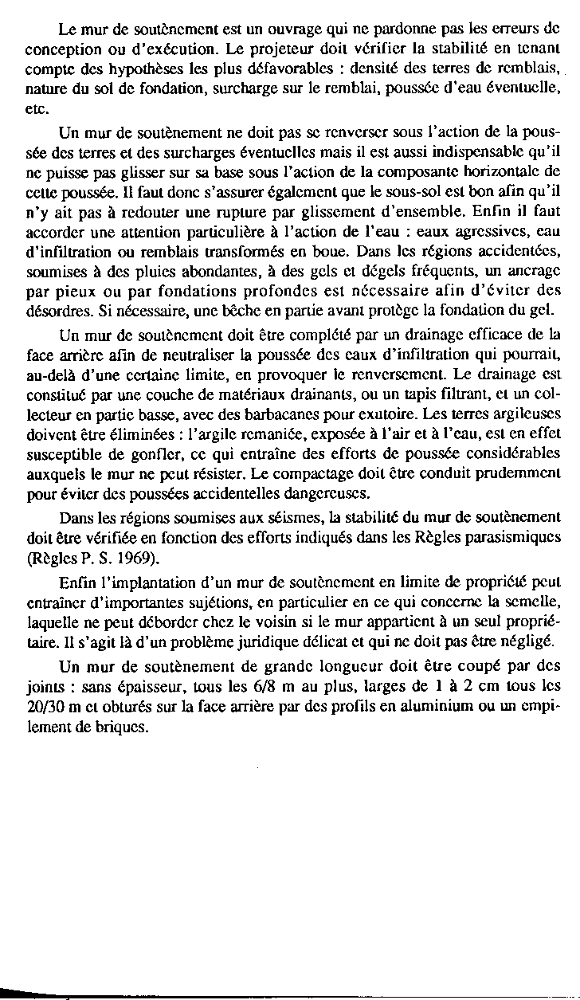 Le mur de soutènement est un ouvrage qui ne pardonne pas les erreurs de
conception ou d'exécution. Le projeteur doit vérifier la stabilité en tenant
compte des hypothèses les plus défavorables : densité des terres de remblais,
nature du sol de fondation, surcharge sur le remblai, poussée d'eau éventuelle,
etc.
Un mur de soutènement ne doit pas se renverser sous l'action de la pous-
sée des terres et des surcharges éventuelles mais il est aussi indispensable qu'il
ne puisse pas glisser sur sa base sous l'action de la composante horizontale de
cette poussée. Il faut donc s'assurer également que le sous-sol est bon afin qu'il
n'y ait pas à redouter une rupture par glissement d'ensemble. Enfin il faut
accorder une attention particulière à l'action de l'eau : eaux agressives, eau
d'infiltration ou remblais transformés en boue. Dans les régions accidentées,
soumises à des pluies abondantes, à des gels et dégels fréquents, un ancrage
par pieux ou par fondations profondes est nécessaire afin d'éviter des
désordres. Si nécessaire, une bêche en partie avant protège la fondation du gel.
Un mur de soutènement doit être complété par un drainage efficace de la
face arrière afin de neutraliser la poussée des eaux d'infiltration qui pourrait,
au-delà d'une certaine limite, en provoquer le renversement. Le drainage est
constitué par une couche de matériaux drainants, ou un tapis filtrant, et un col-
lecteur en partie basse, avec des barbacanes pour exutoire. Les terres argileuses
doivent être éliminées : l'argile remaniée, exposée à l'air et à l'eau, est en effet
susceptible de gonfler, ce qui entraîne des efforts de poussée considérables
auxquels le mur ne peut résister. Le compactage doit être conduit prudemment
pour éviter des poussées accidentelles dangereuses.
Dans les régions soumises aux séismes, la stabilité du mur de soutènement
doit être vérifiée en fonction des efforts indiqués dans les Règles parasismiques
(Règles P. S. 1969).
Enfin l'implantation d'un mur de soutènement en limite de propriété peut
entraîner d'importantes sujétions, en particulier en ce qui concerne la semelle,
laquelle ne peut déborder chez le voisin si le mur appartient à un seul proprié-
taire. Il s'agit là d'un problème juridique délicat et qui ne doit pas être négligé.
Un mur de soutènement de grande longueur doit être coupé par des
joints : sans épaisseur, tous les 6/8 m au plus, larges de 1 à 2 cm tous les
20/30 m et obturés sur la face arrière par des profils en aluminium ou un empi-
lement de briques.